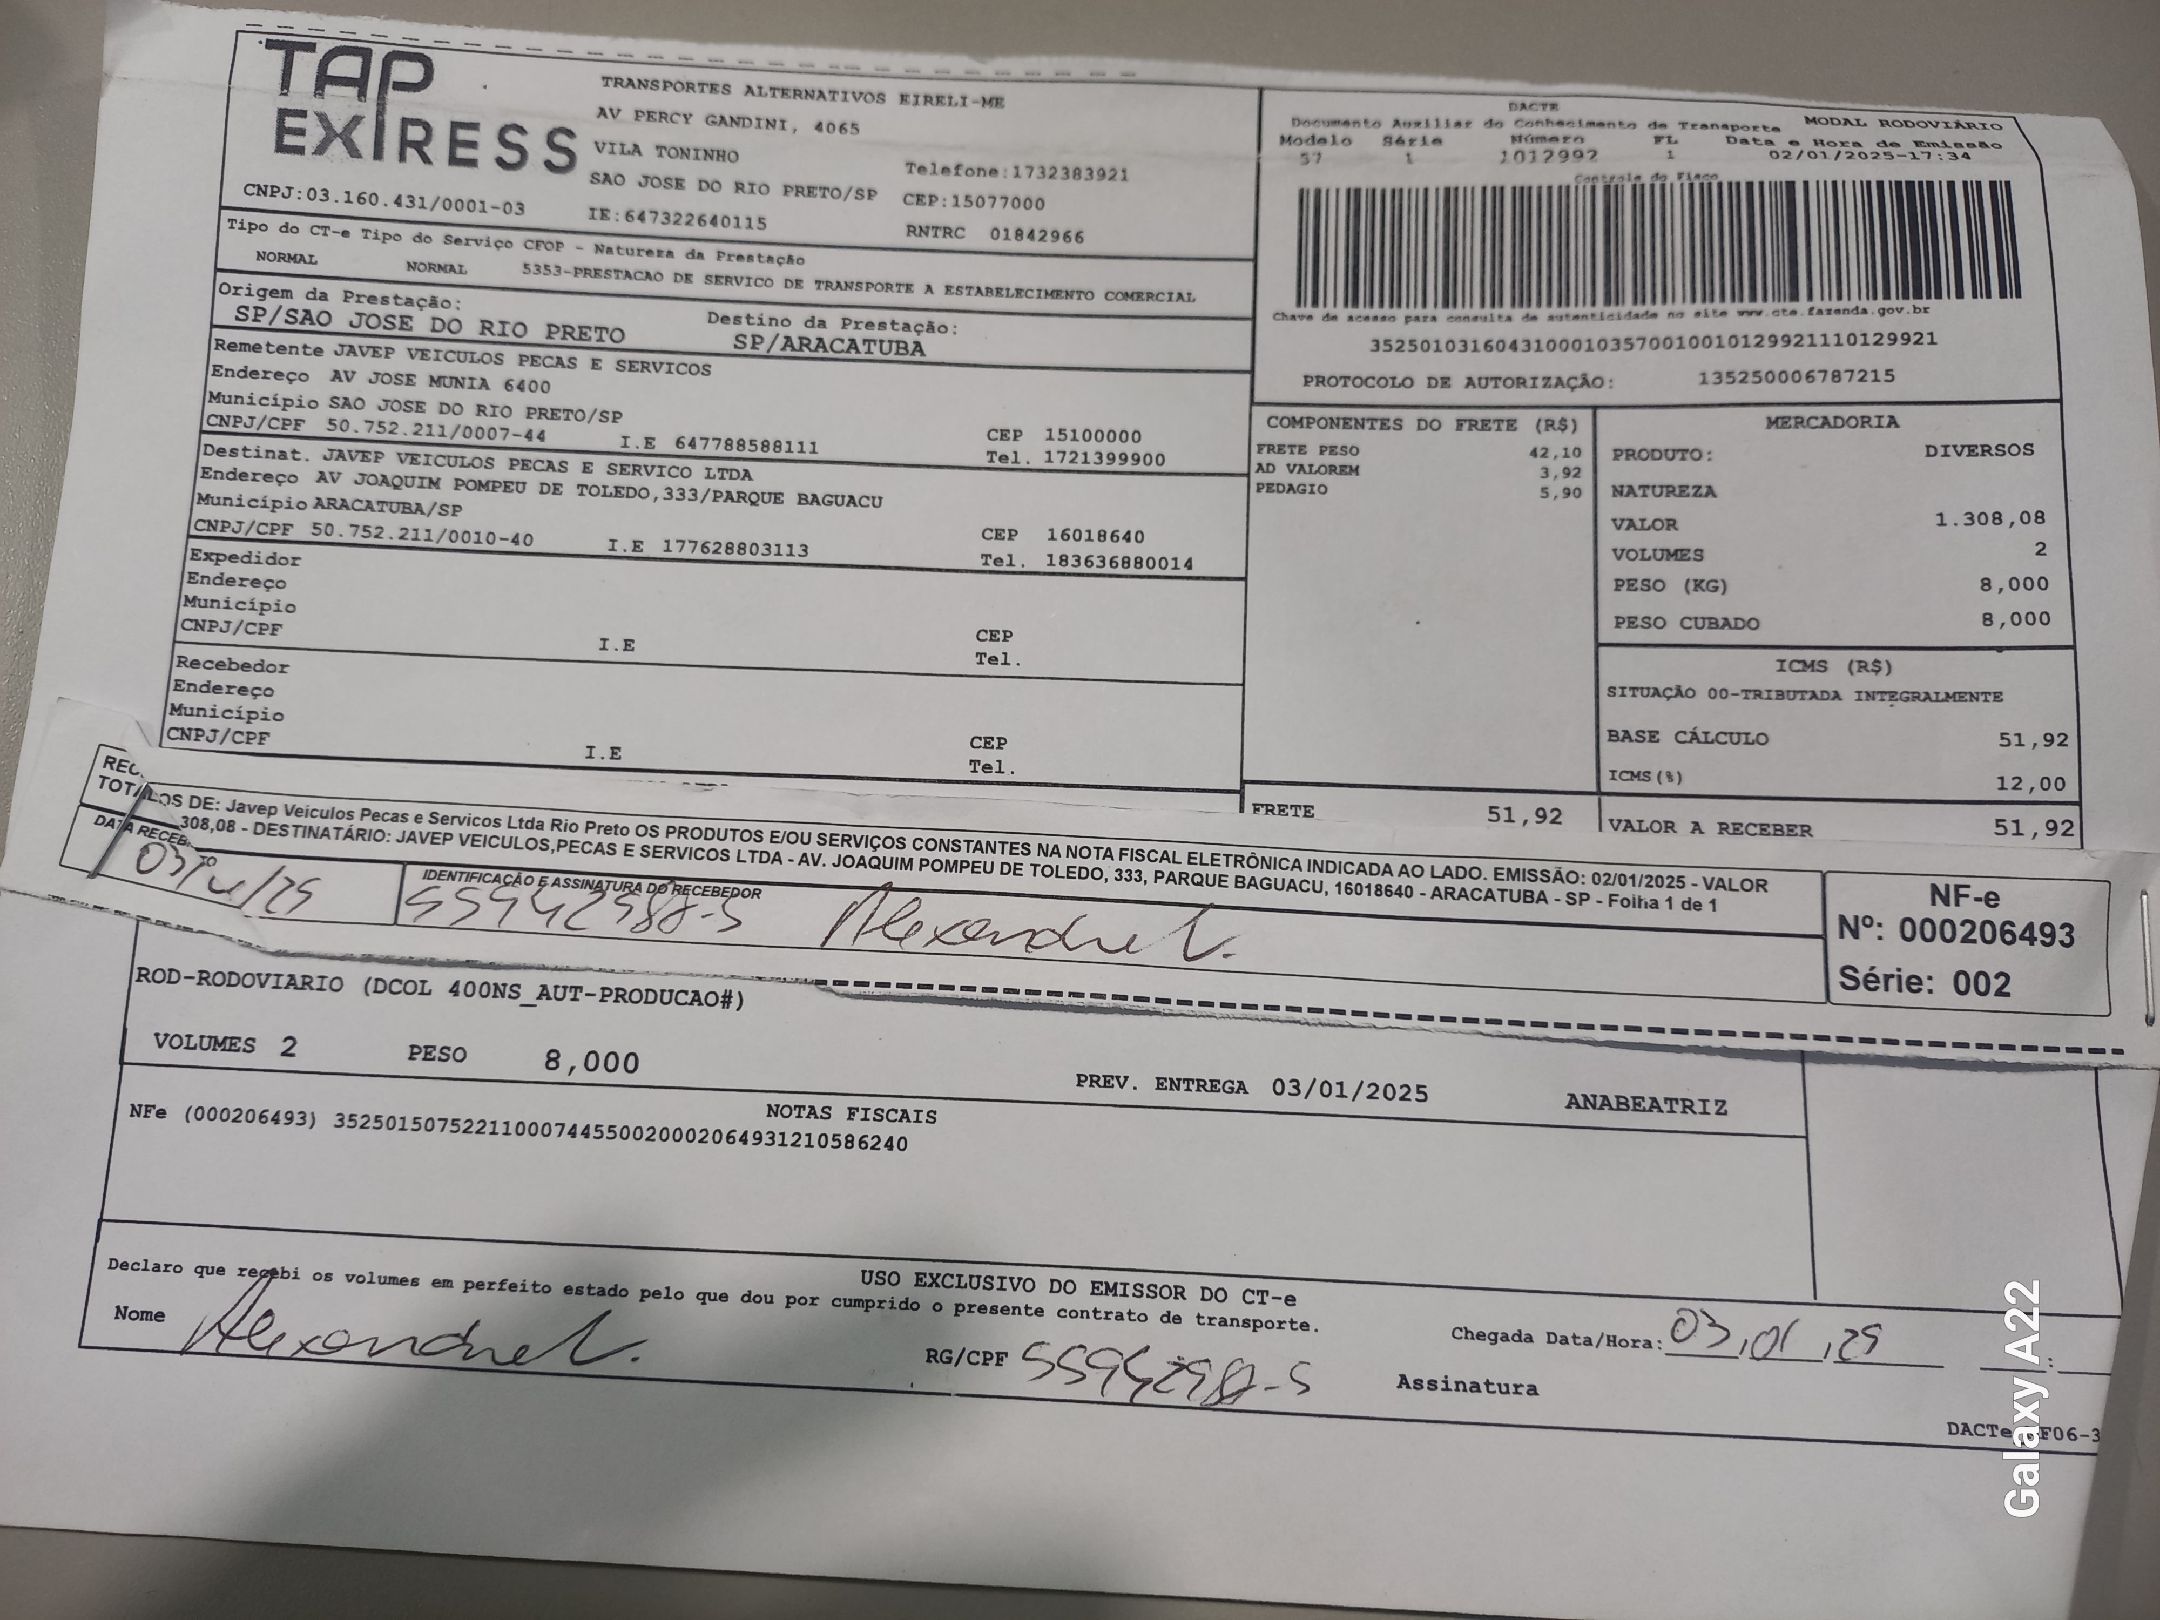 TAP
EXPRESS
TRANSPORTES ALTERNATIVOS EIRELI-ME
AV PERCY GANDINI, 4065
VILA TONINHO
SAO JOSE DO RIO PRETO/SP
Telefone:1732383921
CEP:15077000
CNPJ:03.160.431/0001-03
IE:647322640115
RNTRC 01842966
DACTE
Documento Auxiliar do Conhecimento de Transporte
MODAL RODOVIÁRIO
Modelo Série Número FL Data e Hora de Emissão
57 1 1012992 1 02/01/2025-17:34
Controle do Fisco
Chave de acesso para consulta de autenticidade no site www.cte.fazenda.gov.br
35250103160431000103570010010129921110129921
PROTOCOLO DE AUTORIZAÇÃO: 135250006787215
Tipo do CT-e Tipo do Serviço CFOP - Natureza da Prestação
NORMAL NORMAL 5353-PRESTACAO DE SERVICO DE TRANSPORTE A ESTABELECIMENTO COMERCIAL
Origem da Prestação:
SP/SAO JOSE DO RIO PRETO
Destino da Prestação:
SP/ARACATUBA
Remetente JAVEP VEICULOS PECAS E SERVICOS
Endereço AV JOSE MUNIA 6400
Município SAO JOSE DO RIO PRETO/SP
CNPJ/CPF 50.752.211/0007-44 I.E 647788588111
CEP 15100000
Tel. 1721399900
Destinat. JAVEP VEICULOS PECAS E SERVICO LTDA
Endereço AV JOAQUIM POMPEU DE TOLEDO,333/PARQUE BAGUACU
Município ARACATUBA/SP
CNPJ/CPF 50.752.211/0010-40 I.E 177628803113
CEP 16018640
Tel. 183636880014
Expedidor
Endereço
Município
CNPJ/CPF I.E
CEP
Tel.
Recebedor
Endereço
Município
CNPJ/CPF I.E
CEP
Tel.
COMPONENTES DO FRETE (R$)
FRETE PESO 42,10
AD VALOREM 3,92
PEDAGIO 5,90
FRETE 51,92
MERCADORIA
PRODUTO: DIVERSOS
NATUREZA
VALOR 1.308,08
VOLUMES 2
PESO (KG) 8,000
PESO CUBADO 8,000
ICMS (R$)
SITUAÇÃO 00-TRIBUTADA INTEGRALMENTE
BASE CÁLCULO 51,92
ICMS(%) 12,00
VALOR A RECEBER 51,92
OS DE: Javep Veiculos Pecas e Servicos Ltda Rio Preto OS PRODUTOS E/OU SERVIÇOS CONSTANTES NA NOTA FISCAL ELETRÔNICA INDICADA AO LADO. EMISSÃO: 02/01/2025 - VALOR
308,08 - DESTINATÁRIO: JAVEP VEICULOS,PECAS E SERVICOS LTDA - AV. JOAQUIM POMPEU DE TOLEDO, 333, PARQUE BAGUACU, 16018640 - ARACATUBA - SP - Folha 1 de 1
IDENTIFICAÇÃO E ASSINATURA DO RECEBEDOR
Alexandre V.
NF-e
Nº: 000206493
Série: 002
ROD-RODOVIARIO (DCOL 400NS_AUT-PRODUCAO#)
VOLUMES 2 PESO 8,000
PREV. ENTREGA 03/01/2025 ANABEATRIZ
NOTAS FISCAIS
NFe (000206493) 35250150752211000744550020002064931210586240
USO EXCLUSIVO DO EMISSOR DO CT-e
Declaro que recebi os volumes em perfeito estado pelo que dou por cumprido o presente contrato de transporte.
Nome Alexandre V.
RG/CPF
Chegada Data/Hora: 03,01,25 :
Assinatura
Galaxy A22